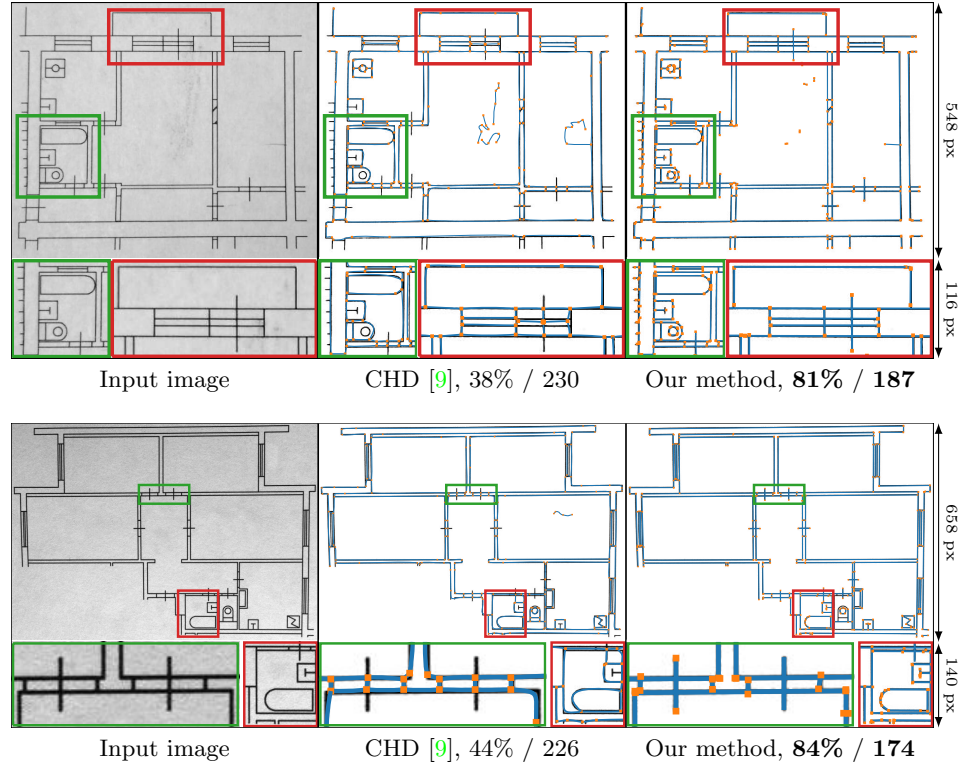 548 px
116 px
Input image
CHD [9], 38% / 230
Our method, 81% / 187
658 px
140 px
Input image
CHD [9], 44% / 226
Our method, 84% / 174